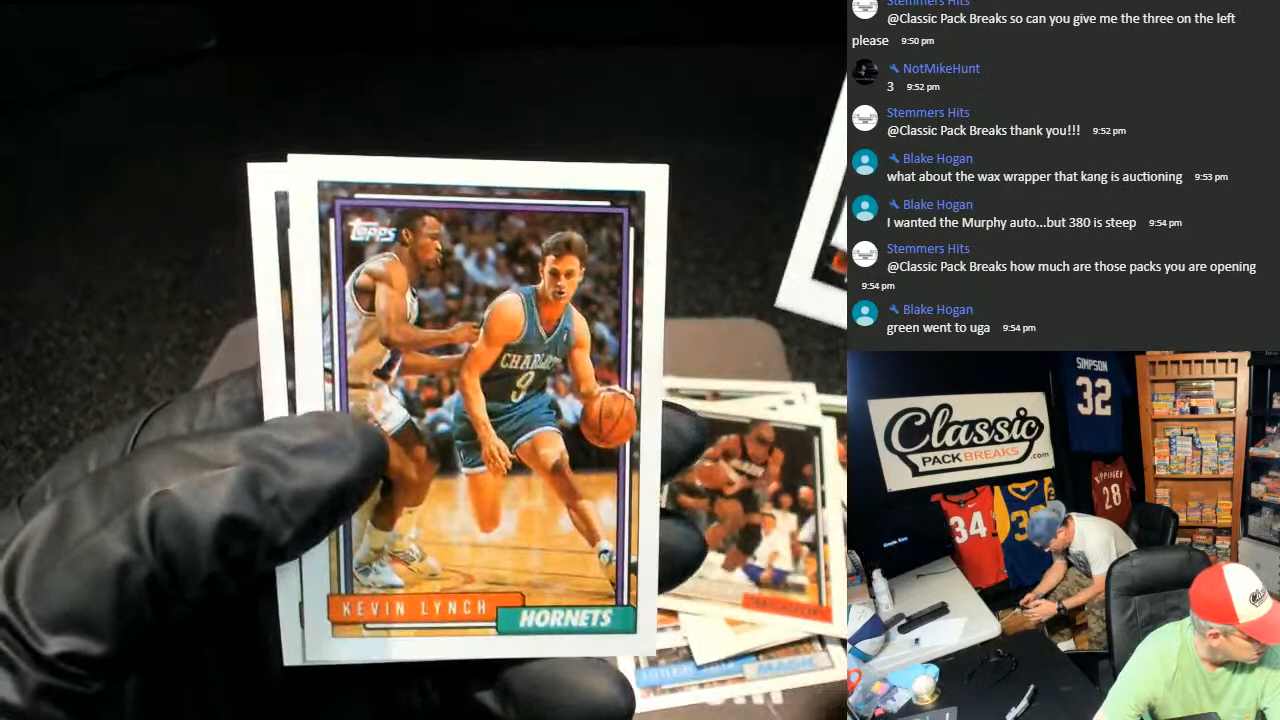 Stemmers Hits
@Classic Pack Breaks so can you give me the three on the left
please 9:50 pm
NotMikeHunt
3 9:52 pm
Stemmers Hits
@Classic Pack Breaks thank you!!! 9:52 pm
Blake Hogan
what about the wax wrapper that kang is auctioning 9:53 pm
Blake Hogan
I wanted the Murphy auto...but 380 is steep 9:54 pm
Stemmers Hits
@Classic Pack Breaks how much are those packs you are opening
9:54 pm
Blake Hogan
green went to uga 9:54 pm
Topps
CHARLOTTE
9
KEVIN LYNCH
HORNETS
MAGIC
SIMPSON
32
Classic
PACK BREAKS.com
34
28